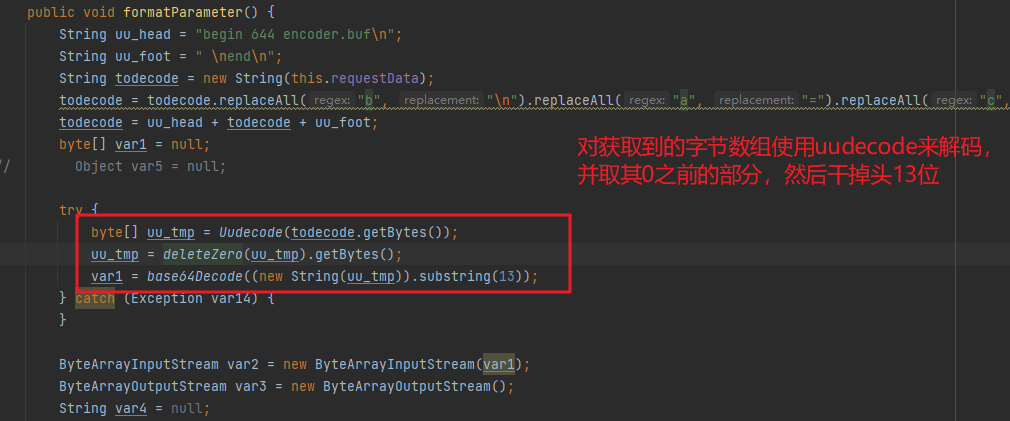 public void formatParameter() {
String uu_head = "begin 644 encoder.buf\n";
String uu_foot = " \nend\n";
String todecode = new String(this.requestData);
todecode = todecode.replaceAll( regex: "b", replacement: "\n").replaceAll( regex: "a", replacement: "=").replaceAll( regex: "c",
todecode = uu_head + todecode + uu_foot;
byte[] var1 = null;
// Object var5 = null;
对获取到的字节数组使用uudecode来解码，
并取其0之前的部分，然后干掉头13位
try {
byte[] uu_tmp = Uudecode(todecode.getBytes());
uu_tmp = deleteZero(uu_tmp).getBytes();
var1 = base64Decode((new String(uu_tmp)).substring(13));
} catch (Exception var14) {
}
ByteArrayInputStream var2 = new ByteArrayInputStream(var1);
ByteArrayOutputStream var3 = new ByteArrayOutputStream();
String var4 = null;